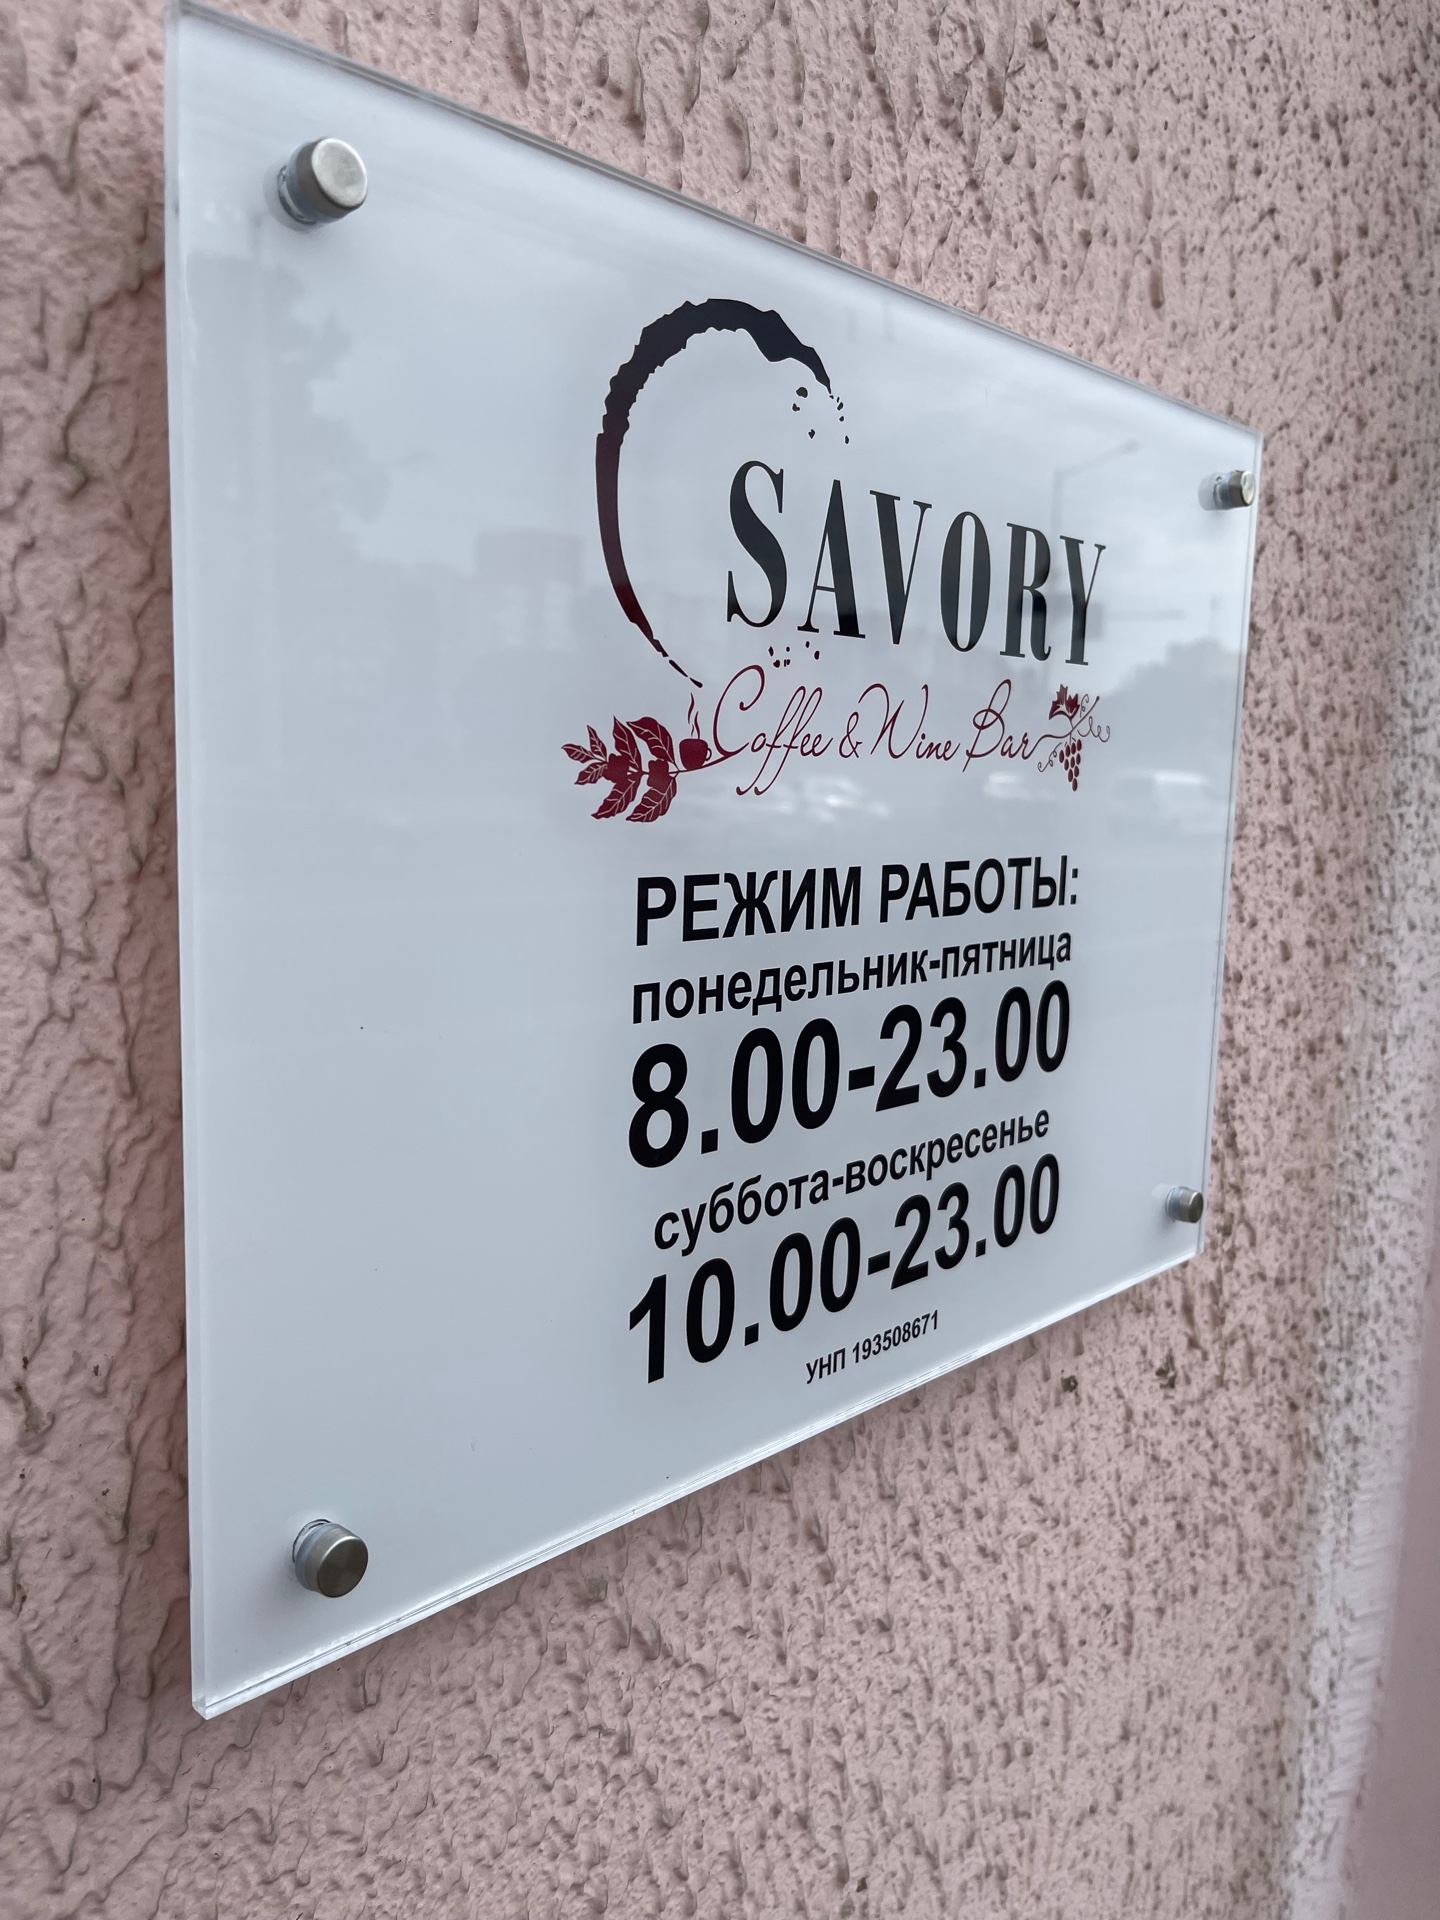 SAVORY
Coffee & Wine Bar
РЕЖИМ РАБОТЫ:
понедельник-пятница
8.00-23.00
суббота-воскресенье
10.00-23.00
УНП 193508671